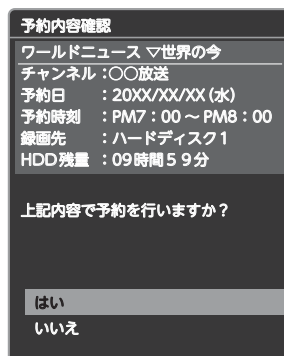 予約内容確認
ワールドニュース ▽世界の今
チャンネル：○○放送
予約日　：20XX/XX/XX（水）
予約時刻　：PM7：00 ～ PM8：00
録画先　：ハードディスク1
HDD残量　：09時間５９分
上記内容で予約を行いますか？
はい
いいえ